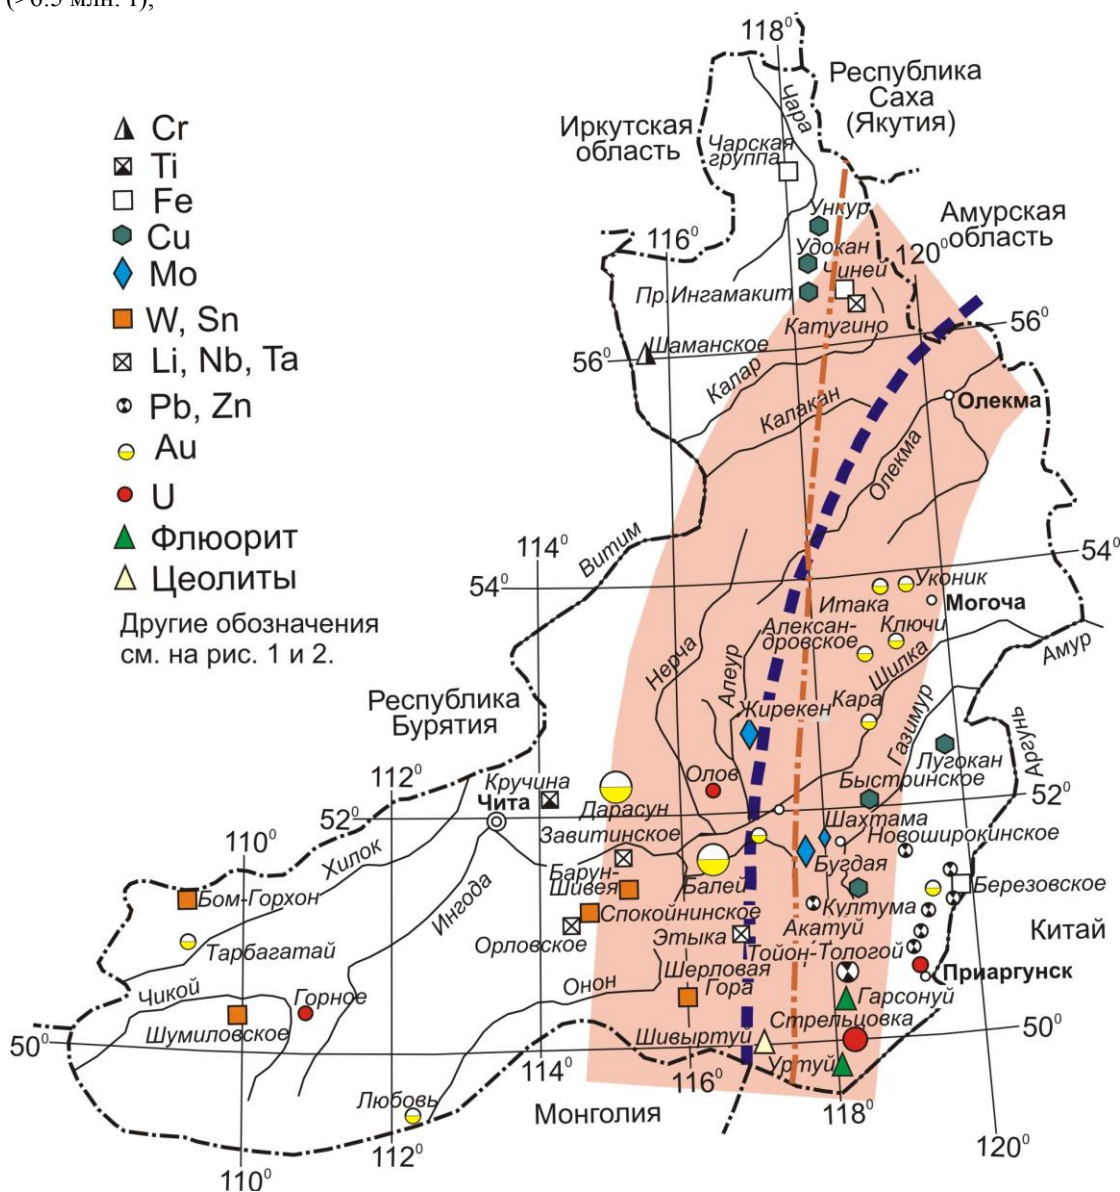 (>6.5 млн. т);
118⁰
Республика
Саха
(Якутия)
Иркутская
область
Чара
Чарская
группа
Cr
Ti
Fe
Cu
Mo
W, Sn
Li, Nb, Ta
Pb, Zn
Au
U
Флюорит
Цеолиты
Другие обозначения
см. на рис. 1 и 2.
Ункур
Амурская
область
116⁰
Удокан
120⁰
Чиней
Пр.Ингамакит
Катугино
56⁰
Шаманское
56⁰
Калар
Калакан
Олекма
Олекма
Витим
114⁰
54⁰
54⁰
Уконик
Итака
Могоча
Ключи
Алексан-
дровское
Амур
Шилка
Нерча
Алеур
Республика
Бурятия
Жирекен
Кара
Газимур
Аргунь
Лугокан
112⁰
Кручина
Олов
Быстринское
52⁰
52⁰
Чита
Дарасун
Шахтама
Новоширокинское
110⁰
Хилок
Завитинское
Барун-
Шивея
Балей
Бугдая
Березовское
Бом-Горхон
Ингода
Спокойнинское
Култума
Китай
Тарбагатай
Орловское
Этыка
Акатуй
Тойон-Тологой
Приаргунск
Чикой
Горное
Онон
Шерловая
Гора
Гарсонуй
Шумиловское
Стрельцовка
50⁰
50⁰
Шивыртуй
Уртуй
114⁰
116⁰
Любовь
Монголия
118⁰
112⁰
120⁰
110⁰